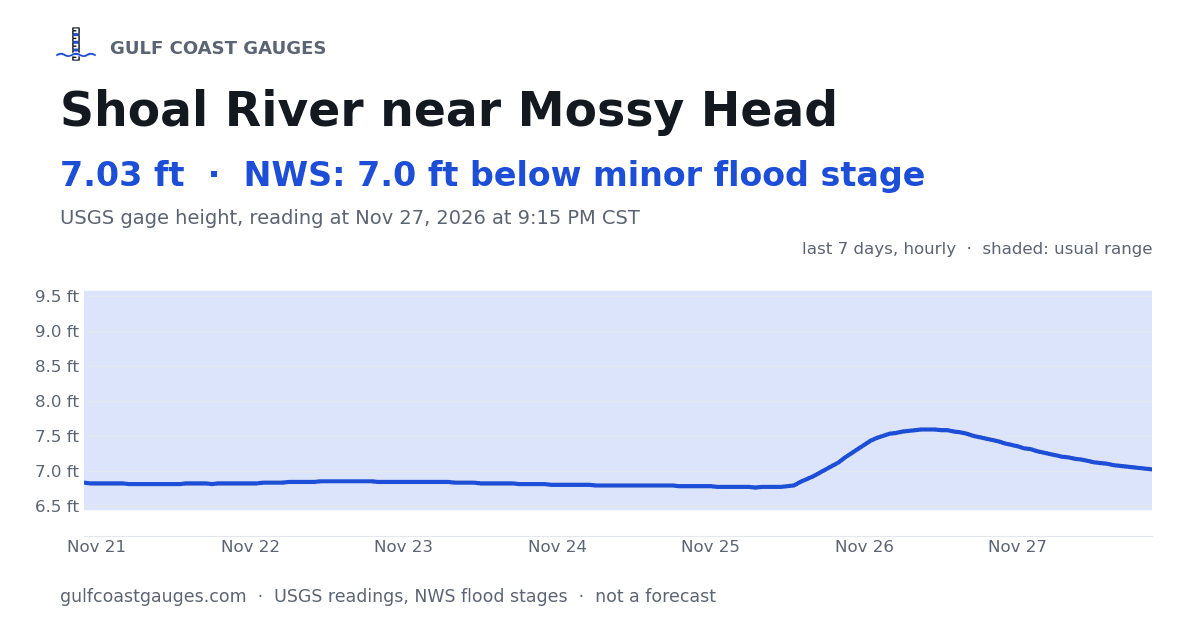 GULF COAST GAUGES
Shoal River near Mossy Head
7.03 ft · NWS: 7.0 ft below minor flood stage
USGS gage height, reading at Nov 27, 2026 at 9:15 PM CST
last 7 days, hourly · shaded: usual range
9.5 ft
9.0 ft
8.5 ft
8.0 ft
7.5 ft
7.0 ft
6.5 ft
Nov 21 Nov 22 Nov 23 Nov 24 Nov 25 Nov 26 Nov 27
gulfcoastgauges.com · USGS readings, NWS flood stages · not a forecast